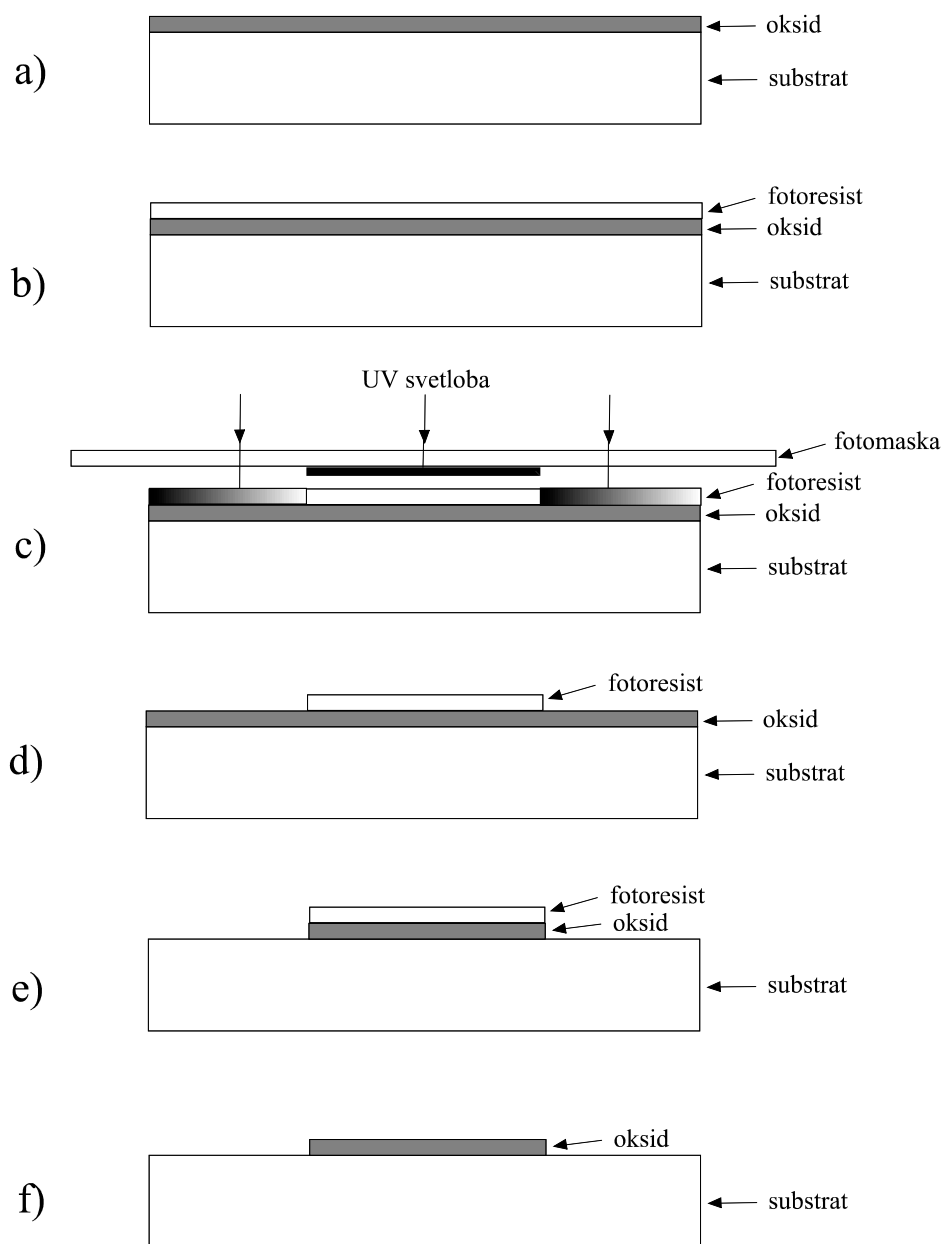 oksid
a)
substrat
fotoresist
oksid
b)
substrat
UV svetloba
fotomaska
fotoresist
oksid
c)
substrat
fotoresist
oksid
d)
substrat
fotoresist
oksid
e)
substrat
oksid
f)
substrat